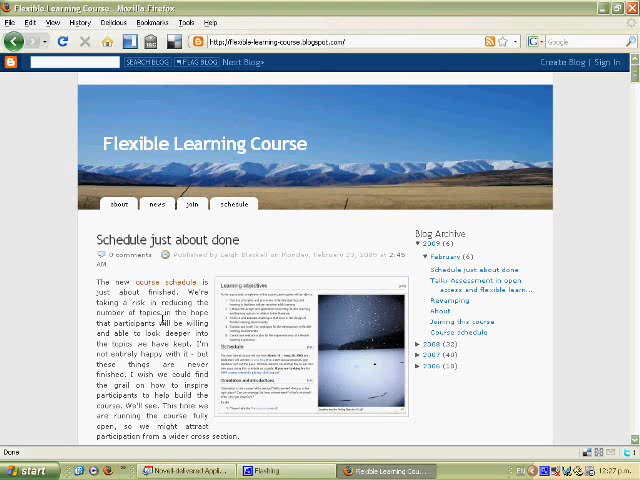 Flexible Learning Course - Mozilla Firefox
File Edit View History Delicious Bookmarks Tools Help
http://flexible-learning-course.blogspot.com/
Google
SEARCH BLOG FLAG BLOG Next Blog»
Create Blog | Sign In
Flexible Learning Course
about news join schedule
Schedule just about done
0 comments Published by Leigh Blackall on Monday, February 23, 2009 at 2:45
AM
The new course schedule is
just about finished. We're
taking a risk in reducing the
number of topics in the hope
that participants will be willing
and able to look deeper into
the topics we have kept. I'm
not entirely happy with it - but
these things are never
finished. I wish we could find
the grail on how to inspire
participants to help build the
course. We'll see. This time we
are running the course fully
open, so we might attract
participation from a wider cross section.
Learning objectives
Schedule
Orientation and introductions
Blog Archive
▼ 2009 (6)
▼ February (6)
Schedule just about done
Talk: Assessment in open
access and flexible learn...
Revamping
About
Joining this course
Course schedule
► 2008 (32)
► 2007 (40)
► 2006 (18)
Done
start
Novell-delivered Appli...
Flashing
Flexible Learning Cou...
EN
12:27 p.m.